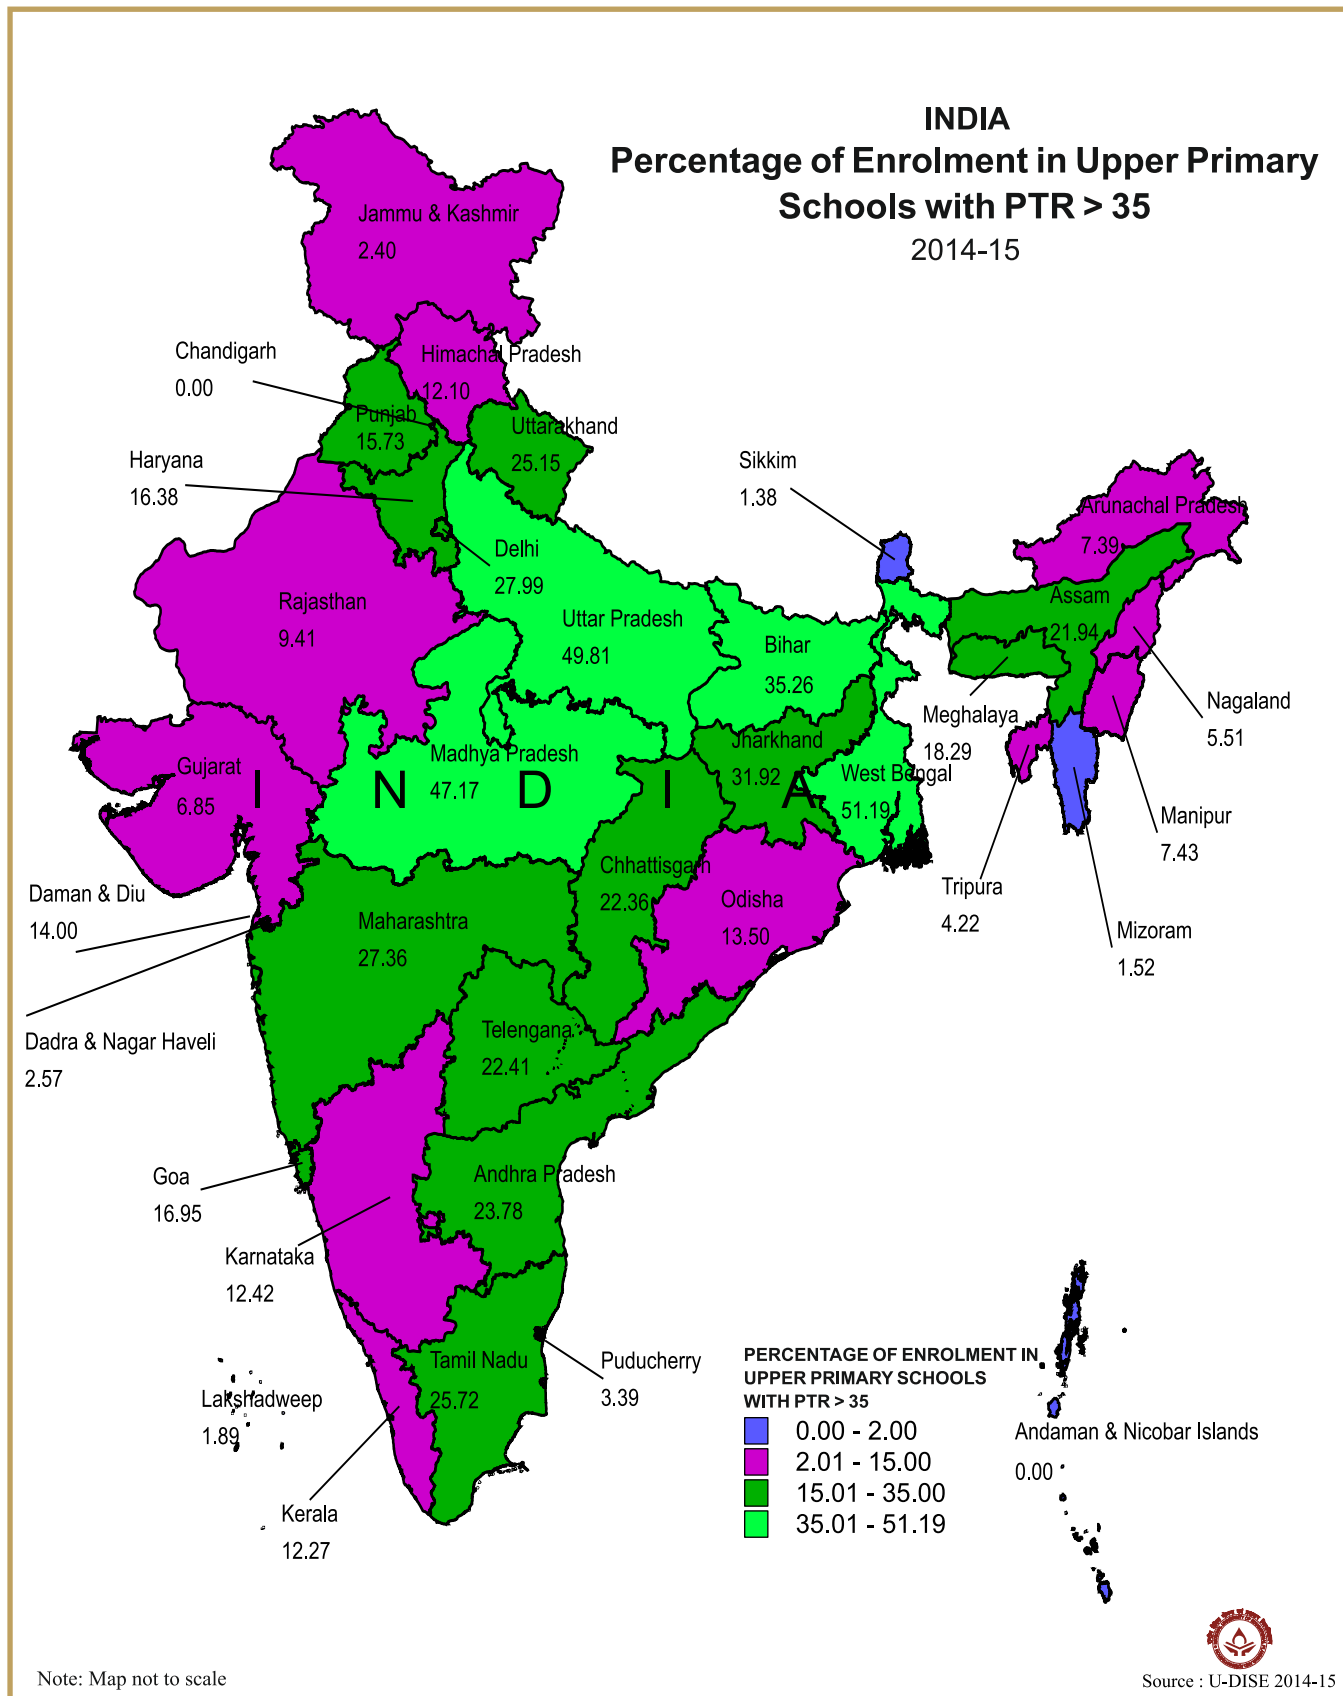 INDIA
Percentage of Enrolment in Upper Primary
Schools with PTR > 35
2014-15
Jammu & Kashmir
2.40
Chandigarh
0.00
Himachal Pradesh
12.10
Punjab
15.73
Uttarakhand
25.15
Haryana
16.38
Sikkim
1.38
Arunachal Pradesh
7.39
Delhi
27.99
Rajasthan
9.41
Uttar Pradesh
49.81
Bihar
35.26
Assam
21.94
Nagaland
5.51
Meghalaya
18.29
Gujarat
6.85
Madhya Pradesh
47.17
Jharkhand
31.92
West Bengal
51.19
I N D I A
Manipur
7.43
Chhattisgarh
22.36
Tripura
4.22
Daman & Diu
14.00
Maharashtra
27.36
Odisha
13.50
Mizoram
1.52
Dadra & Nagar Haveli
2.57
Telengana
22.41
Goa
16.95
Andhra Pradesh
23.78
Karnataka
12.42
Tamil Nadu
25.72
Puducherry
3.39
Lakshadweep
1.89
Kerala
12.27
PERCENTAGE OF ENROLMENT IN
UPPER PRIMARY SCHOOLS
WITH PTR > 35
0.00 - 2.00
2.01 - 15.00
15.01 - 35.00
35.01 - 51.19
Andaman & Nicobar Islands
0.00
Note: Map not to scale
Source : U-DISE 2014-15